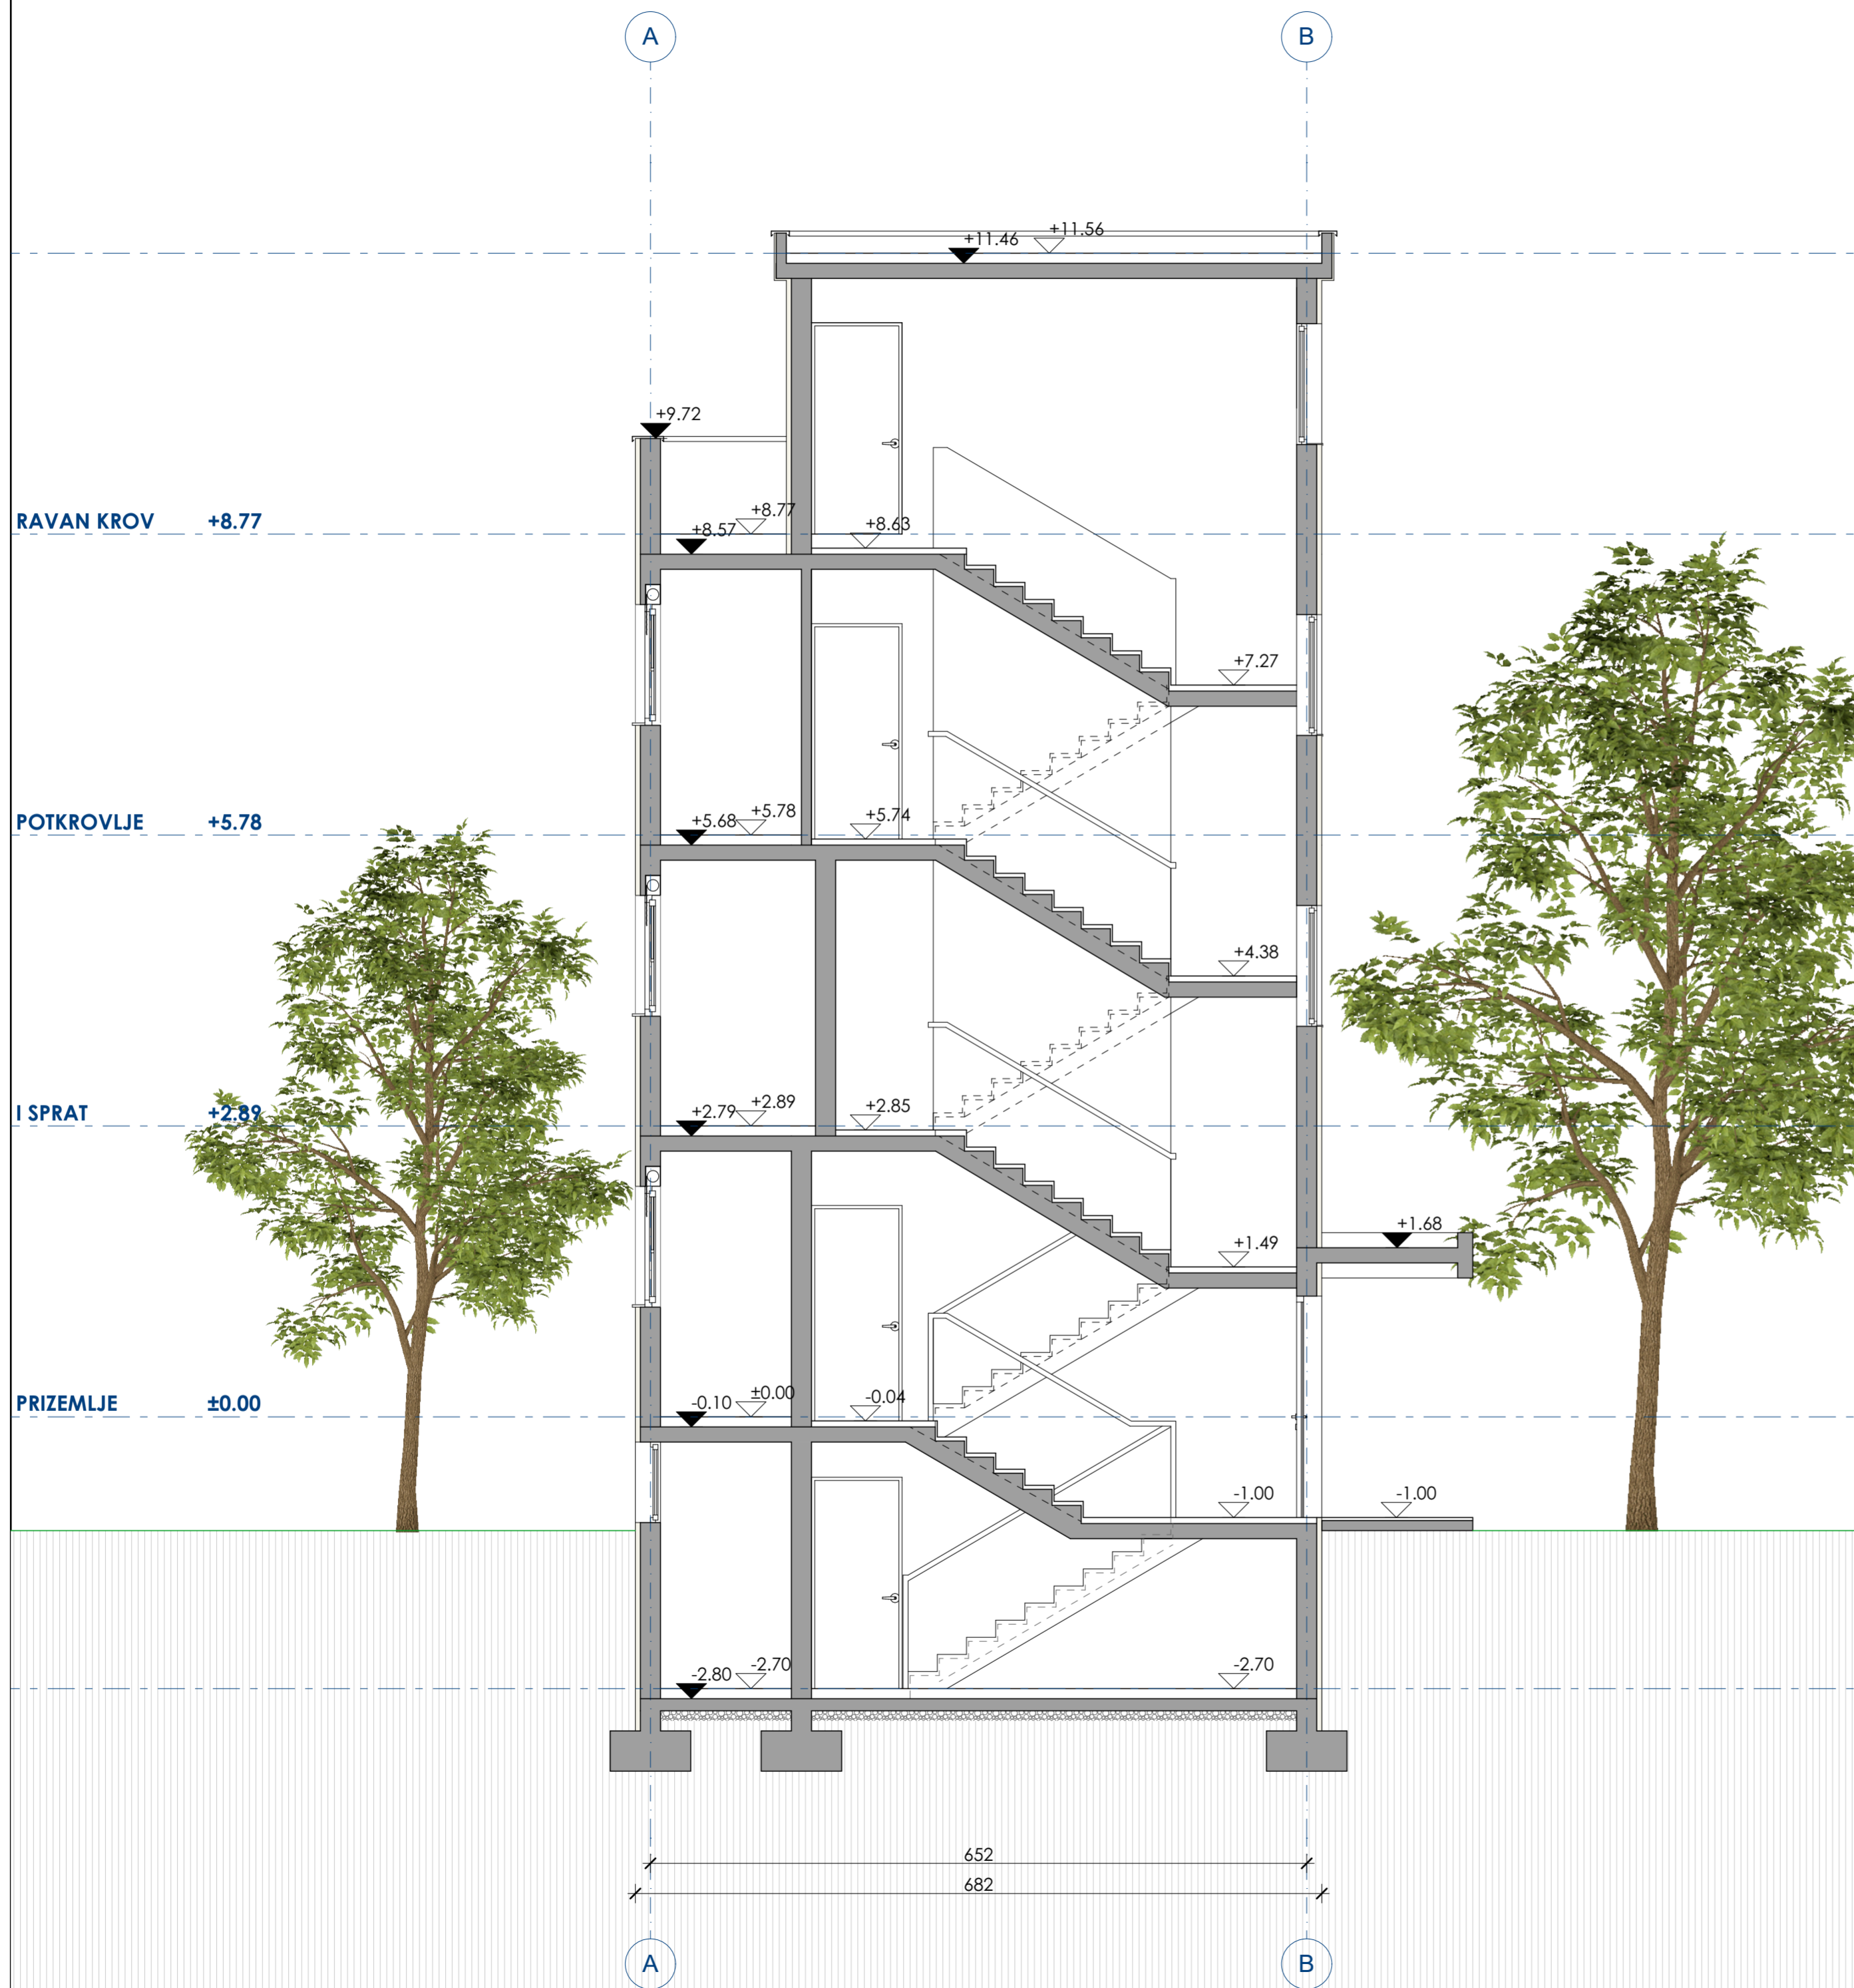 A B
+11.46 +11.56
+9.72
RAVAN KROV +8.77
+8.57 +8.77 +8.63
+7.27
POTKROVLJE +5.78
+5.68 +5.78 +5.74
+4.38
I SPRAT +2.89
+2.79 +2.89 +2.85
+1.68
+1.49
PRIZEMLJE ±0.00
-0.10 ±0.00 -0.04
-1.00 -1.00
-2.80 -2.70 -2.70
652
682
A B